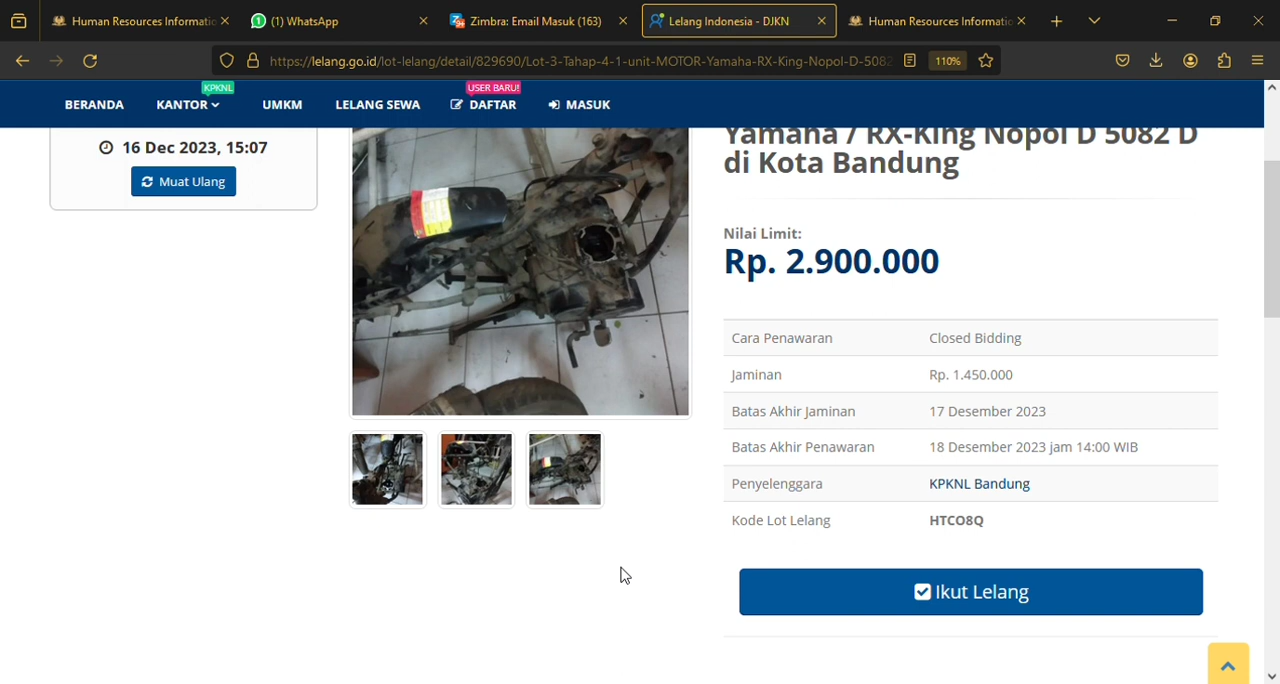 Human Resources Informatio
(1) WhatsApp
Zimbra: Email Masuk (163)
Lelang Indonesia - DJKN
Human Resources Informatio
https://lelang.go.id/lot-lelang/detail/829690/Lot-3-Tahap-4-1-unit-MOTOR-Yamaha-RX-King-Nopol-D-5082
110%
KPKNL
USER BARU!
BERANDA
KANTOR
UMKM
LELANG SEWA
DAFTAR
MASUK
16 Dec 2023, 15:07
Muat Ulang
Yamaha / RX-King Nopol D 5082 D
di Kota Bandung
Nilai Limit:
Rp. 2.900.000
Cara Penawaran Closed Bidding
Jaminan Rp. 1.450.000
Batas Akhir Jaminan 17 Desember 2023
Batas Akhir Penawaran 18 Desember 2023 jam 14:00 WIB
Penyelenggara KPKNL Bandung
Kode Lot Lelang HTCO8Q
Ikut Lelang